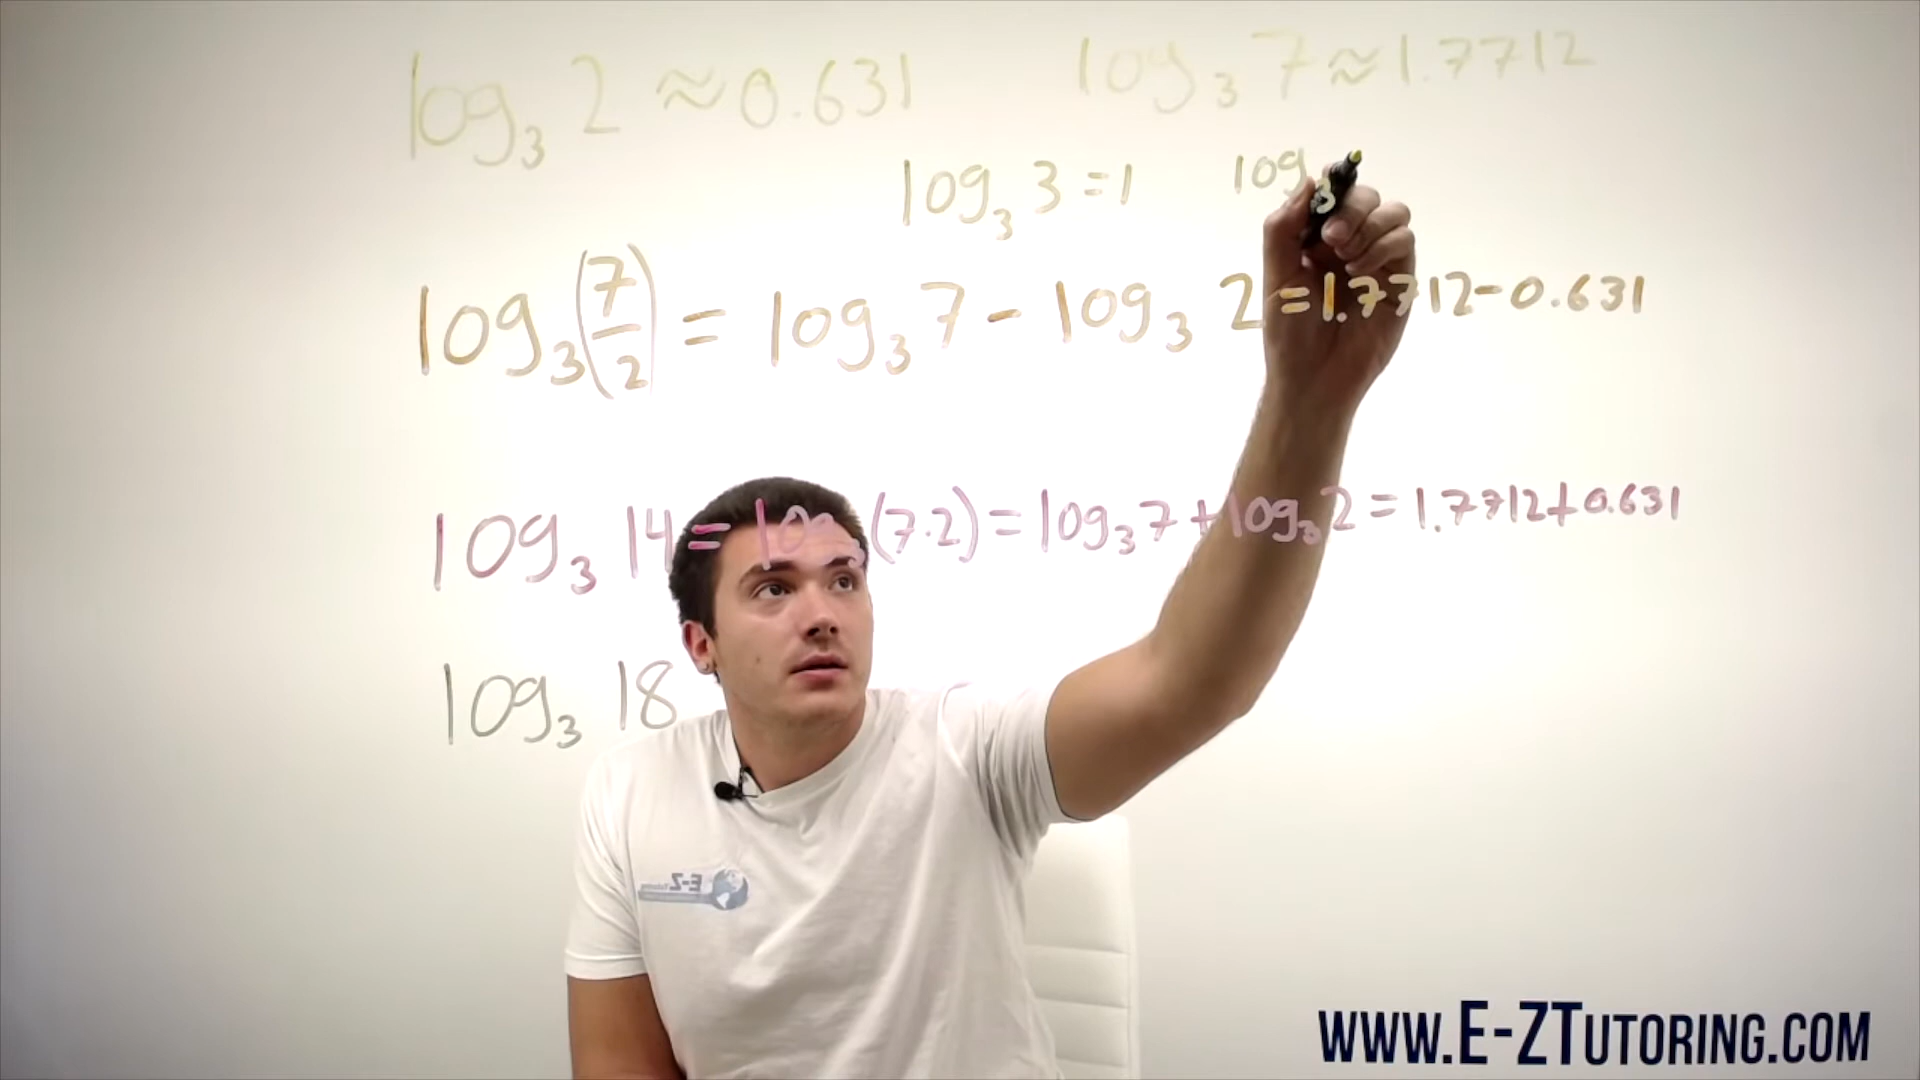 log₃ 2 ≈ 0.631 log₃ 7 ≈ 1.7712
log₃ 3 = 1 log₃
log₃(7/2) = log₃ 7 - log₃ 2 = 1.7712 - 0.631
log₃ 14 = log₃ (7·2) = log₃ 7 + log₃ 2 = 1.7712 + 0.631
log₃ 18
E-Z Tutoring
WWW.E-ZTUTORING.COM